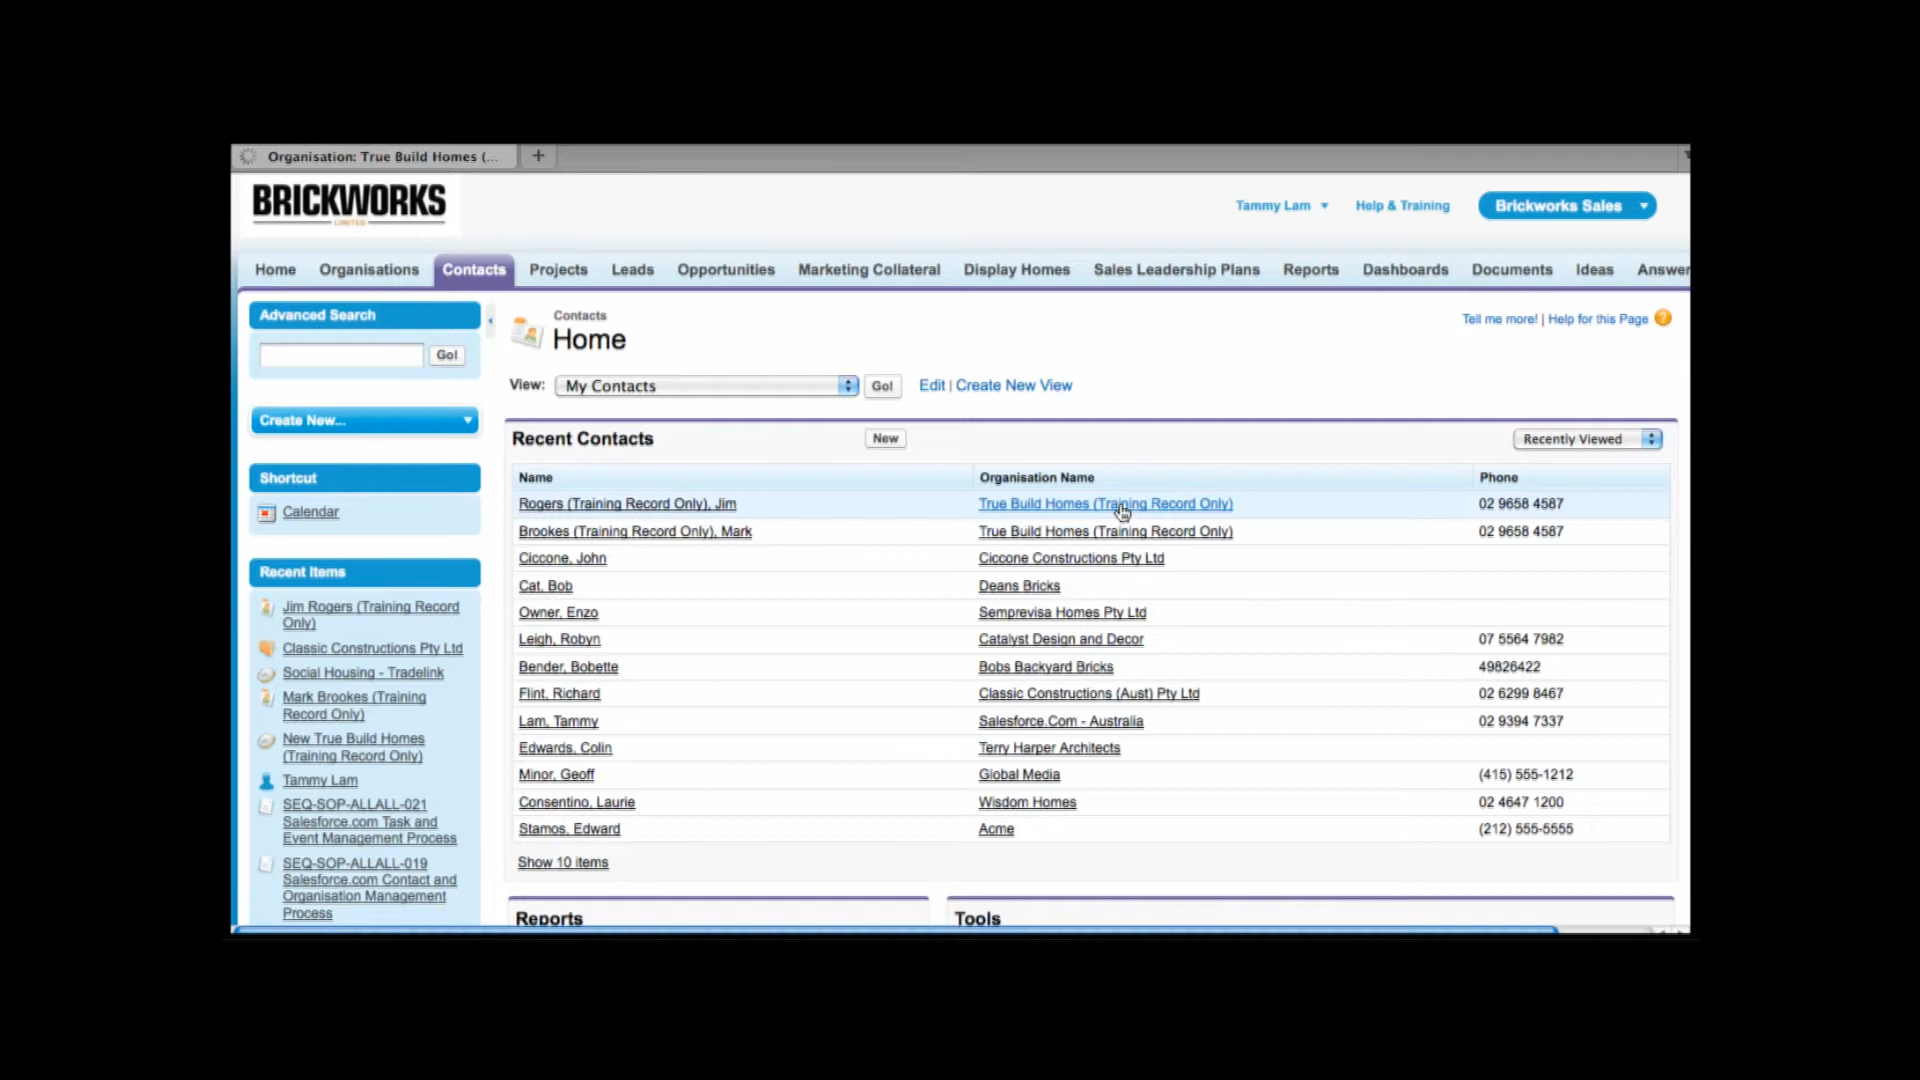 Organisation: True Build Homes (...
+
BRICKWORKS
LIMITED
Tammy Lam
Help & Training
Brickworks Sales
Home Organisations Contacts Projects Leads Opportunities Marketing Collateral Display Homes Sales Leadership Plans Reports Dashboards Documents Ideas Answer
Advanced Search
Go!
Create New...
Shortcut
Calendar
Recent Items
Jim Rogers (Training Record
Only)
Classic Constructions Pty Ltd
Social Housing - Tradelink
Mark Brookes (Training
Record Only)
New True Build Homes
(Training Record Only)
Tammy Lam
SEQ-SOP-ALLALL-021
Salesforce.com Task and
Event Management Process
SEQ-SOP-ALLALL-019
Salesforce.com Contact and
Organisation Management
Process
Contacts
Home
Tell me more! | Help for this Page ?
View: My Contacts Go! Edit | Create New View
Recent Contacts New Recently Viewed
Name Organisation Name Phone
Rogers (Training Record Only), Jim True Build Homes (Training Record Only) 02 9658 4587
Brookes (Training Record Only), Mark True Build Homes (Training Record Only) 02 9658 4587
Ciccone, John Ciccone Constructions Pty Ltd
Cat, Bob Deans Bricks
Owner, Enzo Semprevisa Homes Pty Ltd
Leigh, Robyn Catalyst Design and Decor 07 5564 7982
Bender, Bobette Bobs Backyard Bricks 49826422
Flint, Richard Classic Constructions (Aust) Pty Ltd 02 6299 8467
Lam, Tammy Salesforce.Com - Australia 02 9394 7337
Edwards, Colin Terry Harper Architects
Minor, Geoff Global Media (415) 555-1212
Consentino, Laurie Wisdom Homes 02 4647 1200
Stamos, Edward Acme (212) 555-5555
Show 10 items
Reports
Tools